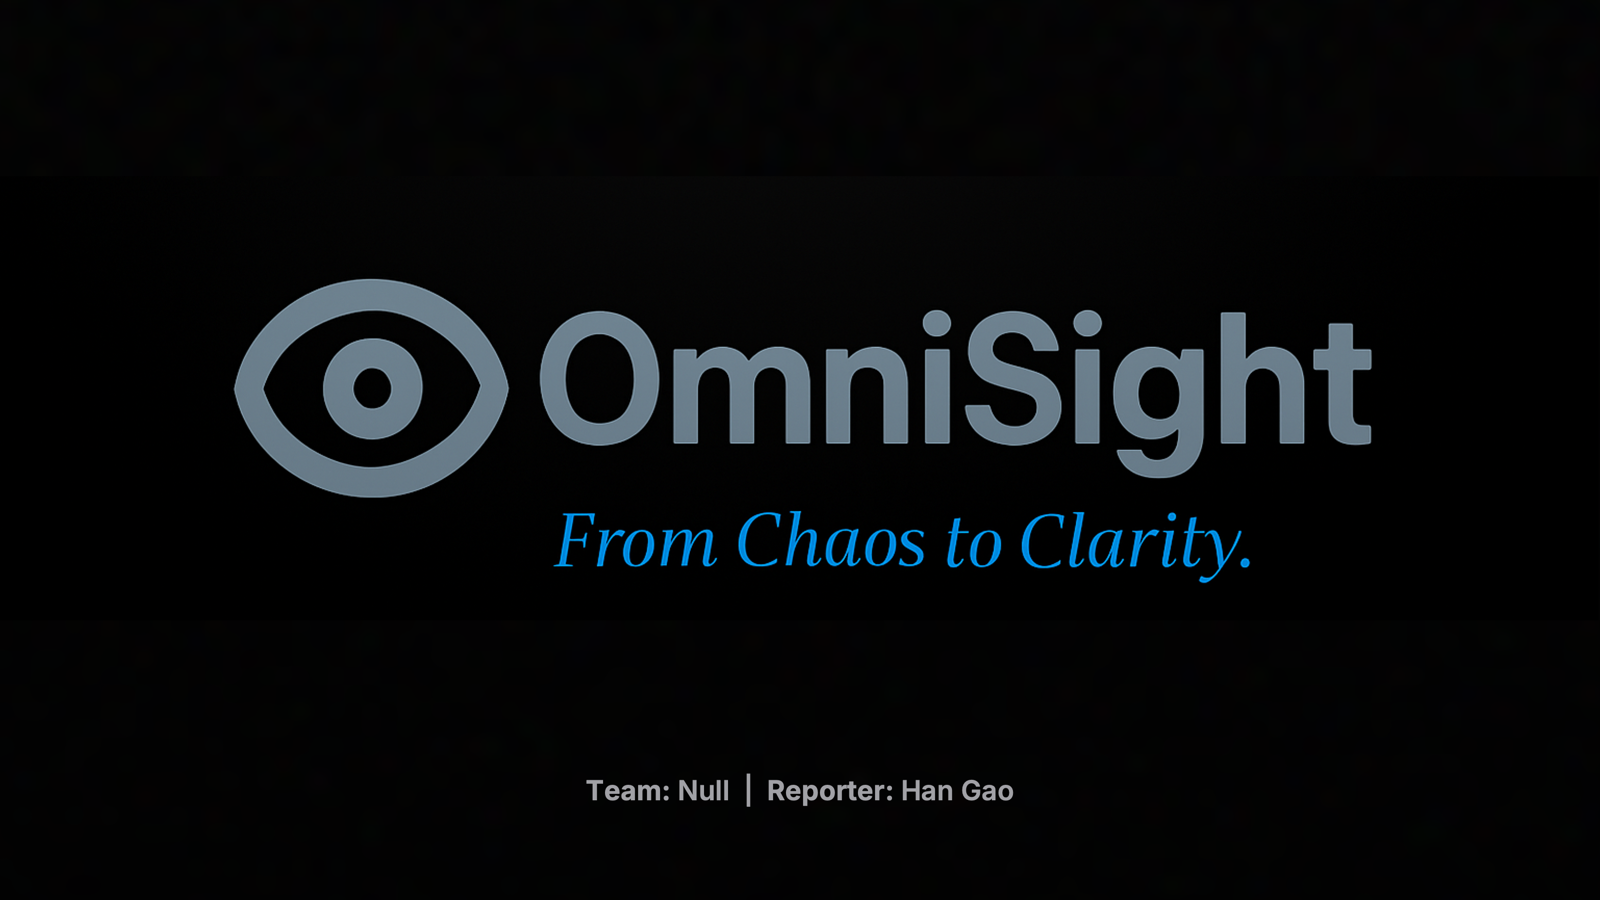 OmniSight
From Chaos to Clarity.
Team: Null | Reporter: Han Gao